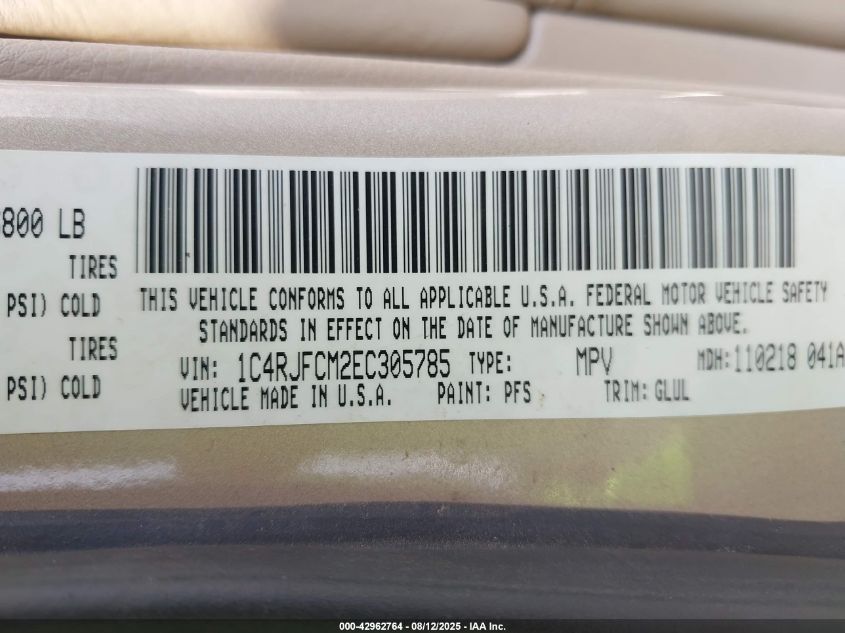 800 LB
TIRES
PSI) COLD
TIRES
PSI) COLD
THIS VEHICLE CONFORMS TO ALL APPLICABLE U.S.A. FEDERAL MOTOR VEHICLE SAFETY
STANDARDS IN EFFECT ON THE DATE OF MANUFACTURE SHOWN ABOVE.
VIN: 1C4RJFCM2EC305785 TYPE: MPV MDH:110218 041A
VEHICLE MADE IN U.S.A. PAINT: PFS TRIM: GLUL
000-42962764 - 08/12/2025 - IAA Inc.